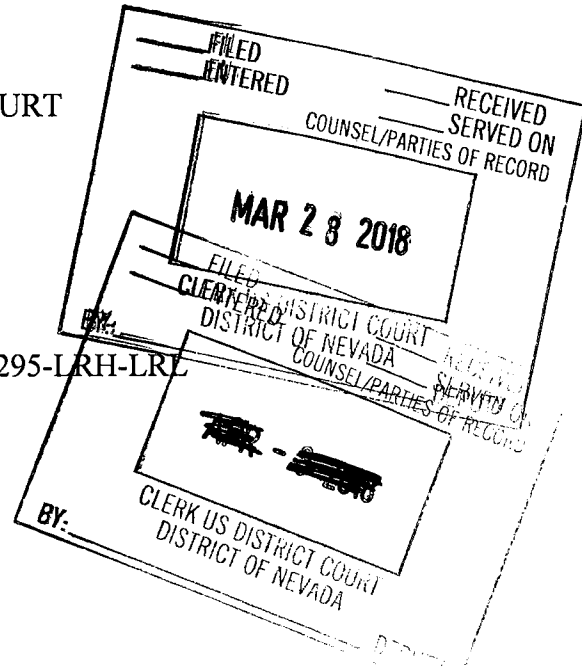 URT
FILED
ENTERED
RECEIVED
SERVED ON
COUNSEL/PARTIES OF RECORD
MAR 28 2018
FILED
ENTERED
CLERK US DISTRICT COURT
DISTRICT OF NEVADA
SERVED ON
COUNSEL/PARTIES OF RECORD
BY:
295-LRH-LRL
CLERK US DISTRICT COURT
DISTRICT OF NEVADA
BY: